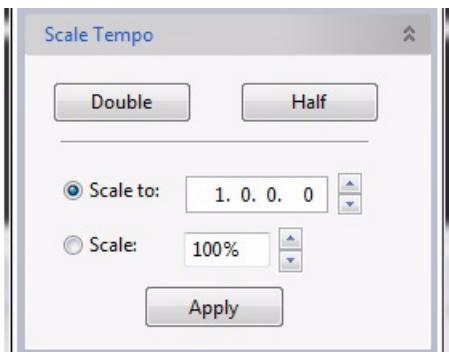 Scale Tempo
Double Half
Scale to: 1. 0. 0. 0
Scale: 100%
Apply